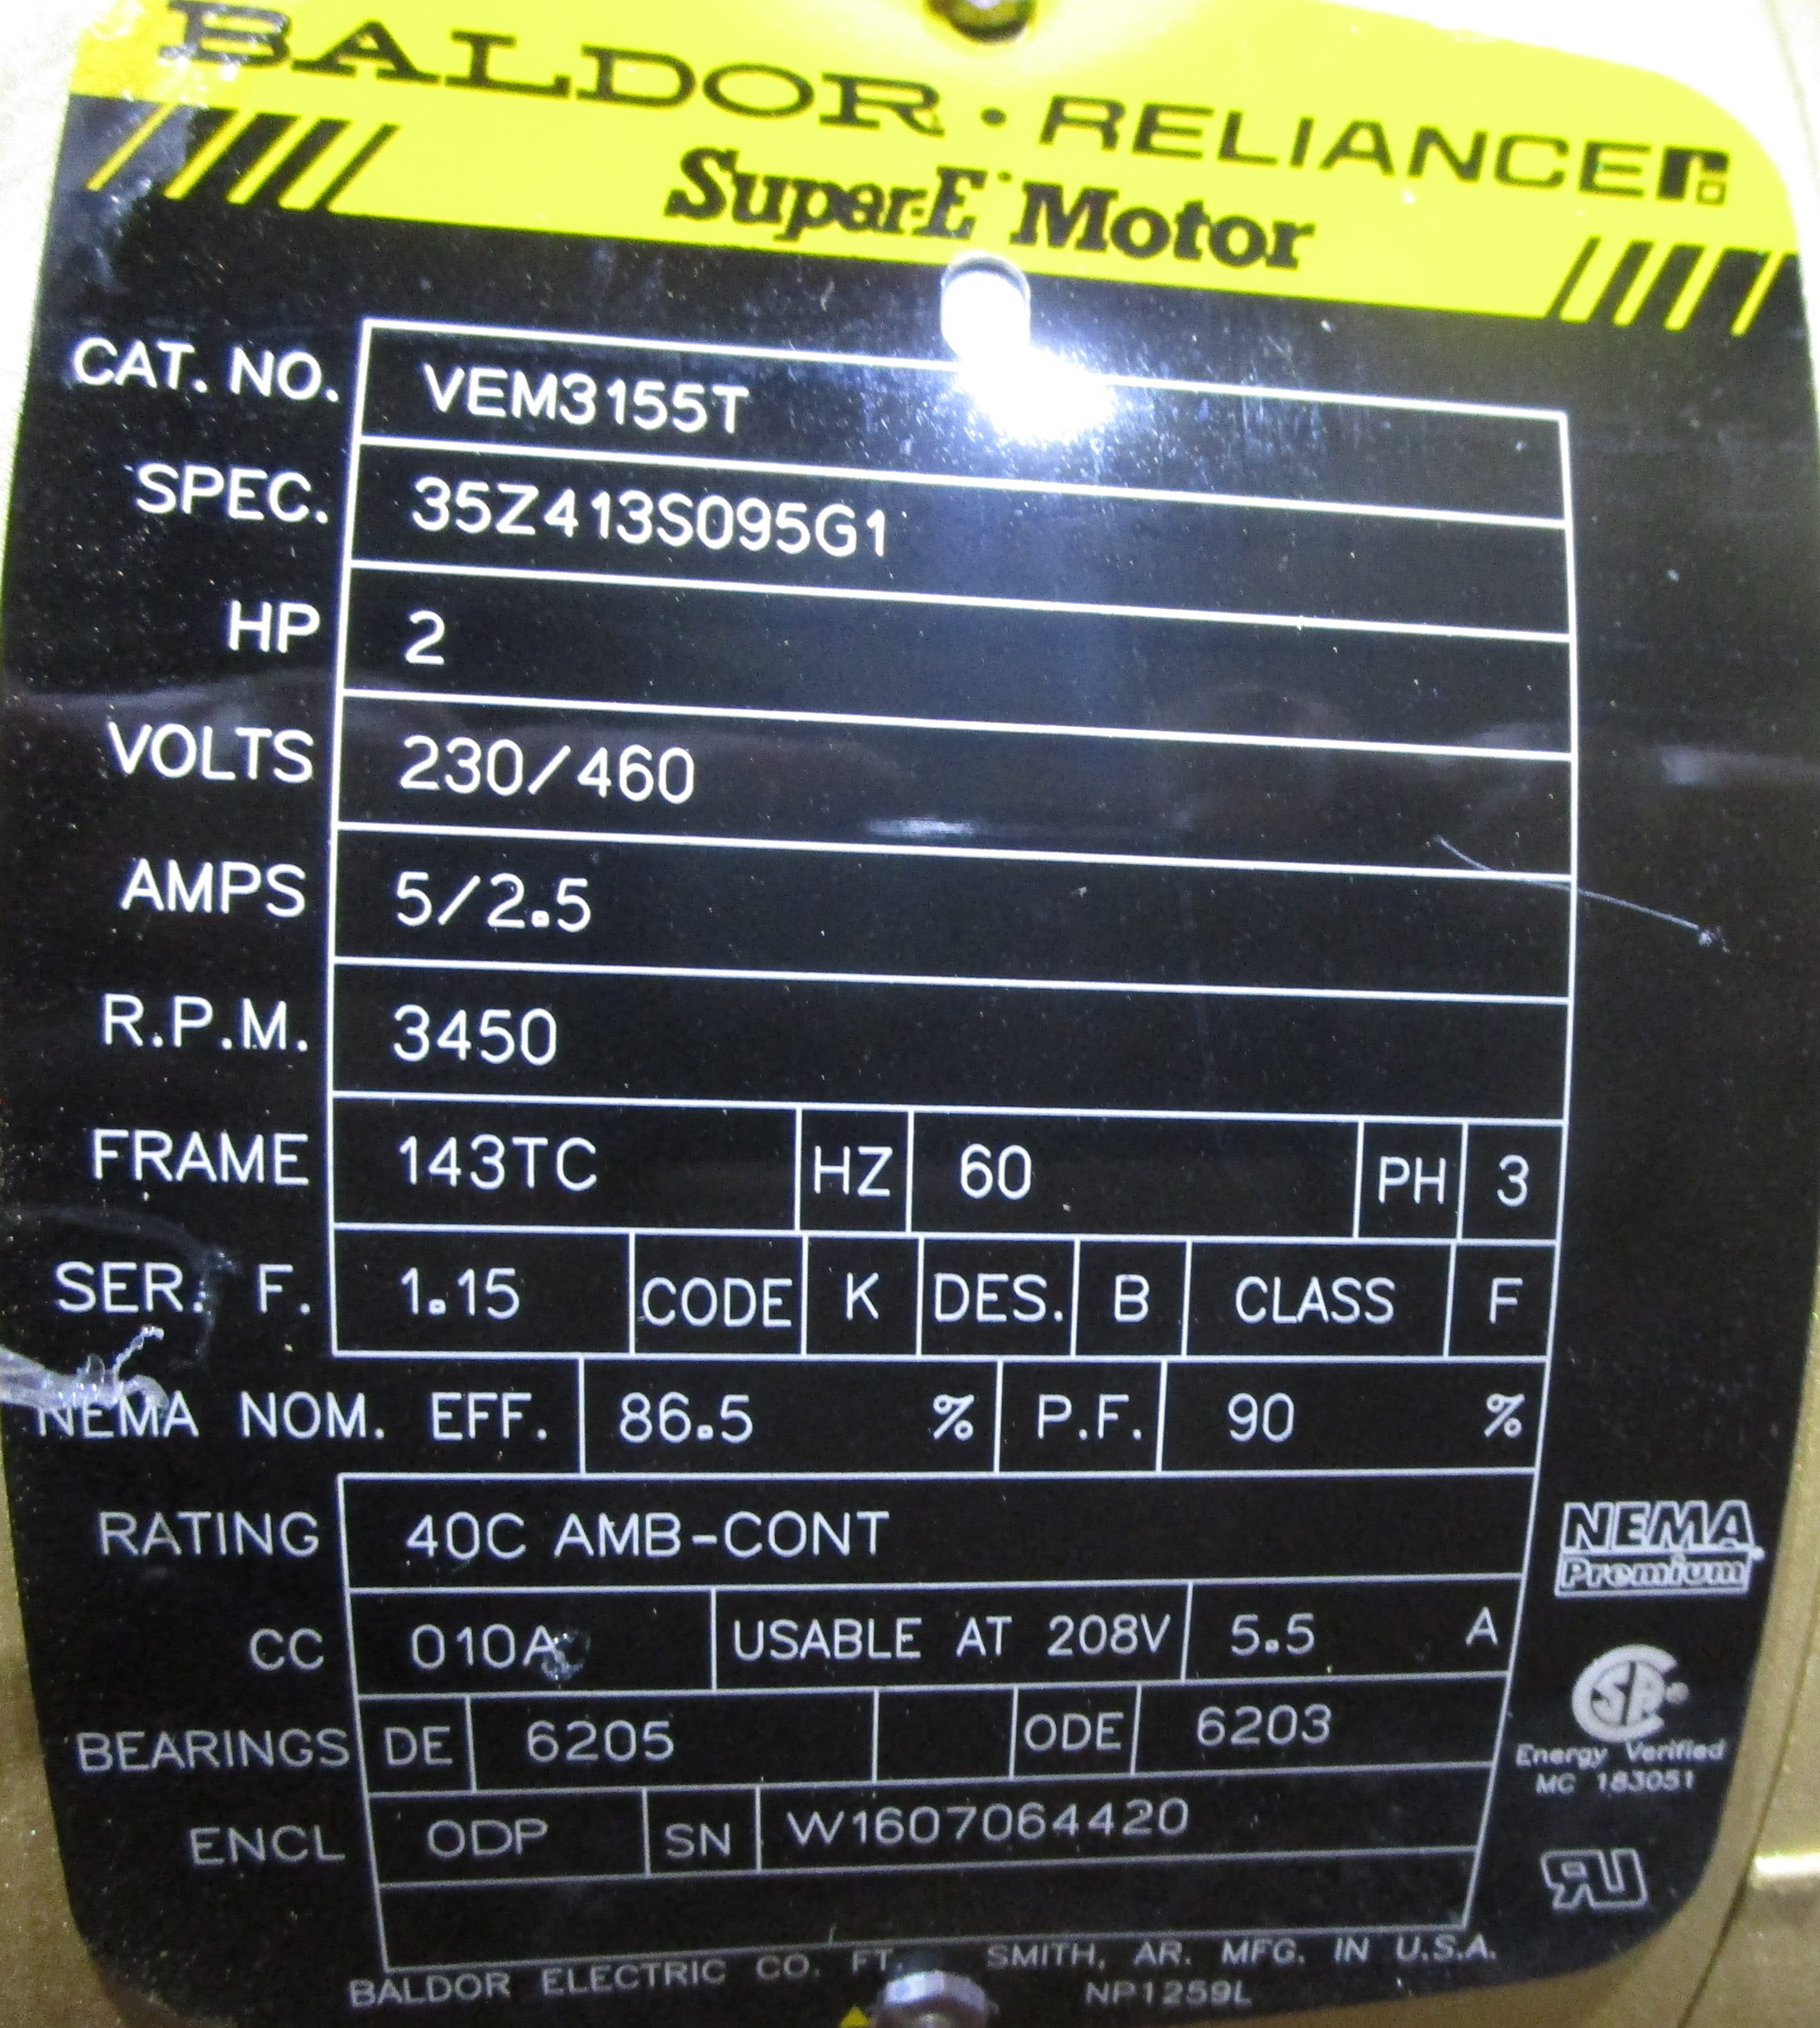 BALDOR · RELIANCE
Super-E Motor
CAT. NO. VEM3155T
SPEC. 35Z413S095G1
HP 2
VOLTS 230/460
AMPS 5/2.5
R.P.M. 3450
FRAME 143TC HZ 60 PH 3
SER. F. 1.15 CODE K DES. B CLASS F
NEMA NOM. EFF. 86.5 % P.F. 90 %
RATING 40C AMB-CONT
NEMA
Premium
CC 010A USABLE AT 208V 5.5 A
BEARINGS DE 6205 ODE 6203
Energy Verified
MC 183051
ENCL ODP SN W1607064420
BALDOR ELECTRIC CO. FT. SMITH, AR. MFG. IN U.S.A.
NP1259L